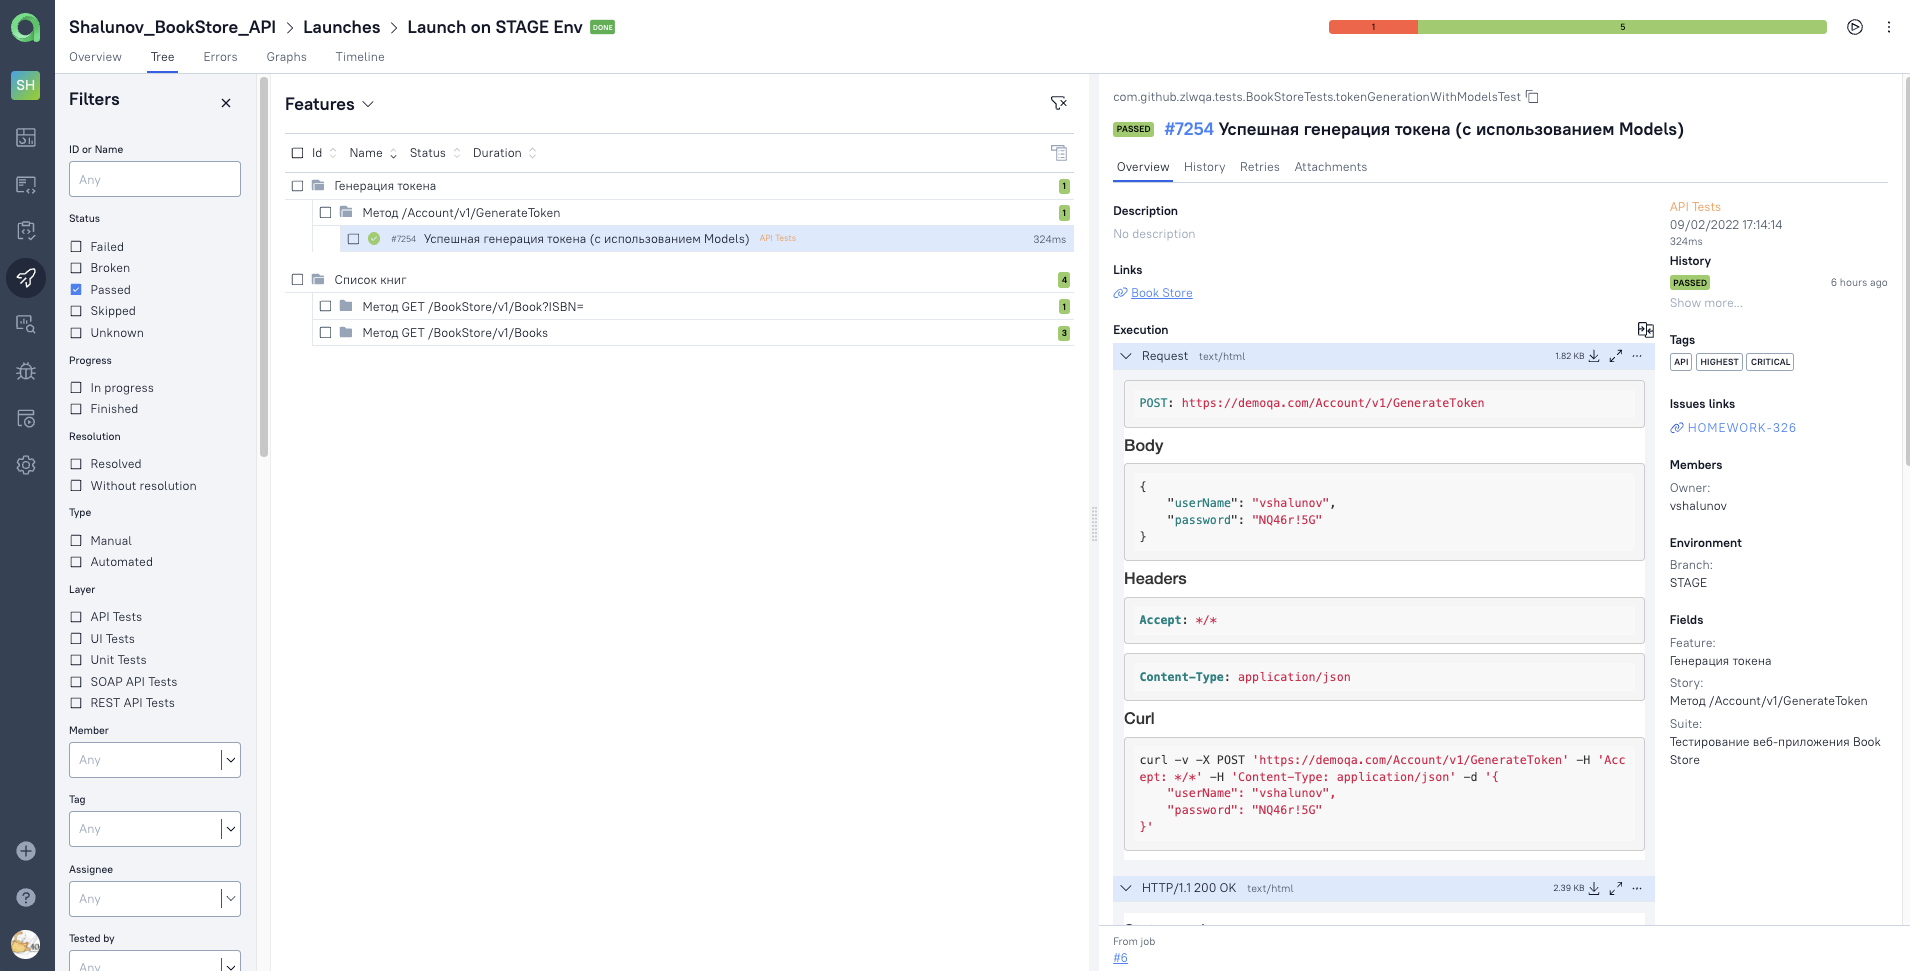 Shalunov_BookStore_API > Launches > Launch on STAGE Env DONE
1 5
Overview Tree Errors Graphs Timeline
SH
Filters
ID or Name
Any
Status
Failed
Broken
Passed
Skipped
Unknown
Progress
In progress
Finished
Resolution
Resolved
Without resolution
Type
Manual
Automated
Layer
API Tests
UI Tests
Unit Tests
SOAP API Tests
REST API Tests
Member
Any
Tag
Any
Assignee
Any
Tested by
Any
Features
Id Name Status Duration
Генерация токена 1
Метод /Account/v1/GenerateToken 1
#7254 Успешная генерация токена (с использованием Models) API Tests 324ms
Список книг 4
Метод GET /BookStore/v1/Book?ISBN= 1
Метод GET /BookStore/v1/Books 3
com.github.zlwqa.tests.BookStoreTests.tokenGenerationWithModelsTest
PASSED #7254 Успешная генерация токена (с использованием Models)
Overview History Retries Attachments
Description
No description
Links
Book Store
Execution
Request text/html 1.82 KB
POST: https://demoqa.com/Account/v1/GenerateToken
Body
{
"userName": "vshalunov",
"password": "NQ46r!5G"
}
Headers
Accept: */*
Content-Type: application/json
Curl
curl -v -X POST 'https://demoqa.com/Account/v1/GenerateToken' -H 'Acc
ept: */*' -H 'Content-Type: application/json' -d '{
"userName": "vshalunov",
"password": "NQ46r!5G"
}'
HTTP/1.1 200 OK text/html 2.39 KB
From job
#6
API Tests
09/02/2022 17:14:14
324ms
History
PASSED 6 hours ago
Show more...
Tags
API HIGHEST CRITICAL
Issues links
HOMEWORK-326
Members
Owner:
vshalunov
Environment
Branch:
STAGE
Fields
Feature:
Генерация токена
Story:
Метод /Account/v1/GenerateToken
Suite:
Тестирование веб-приложения Book
Store